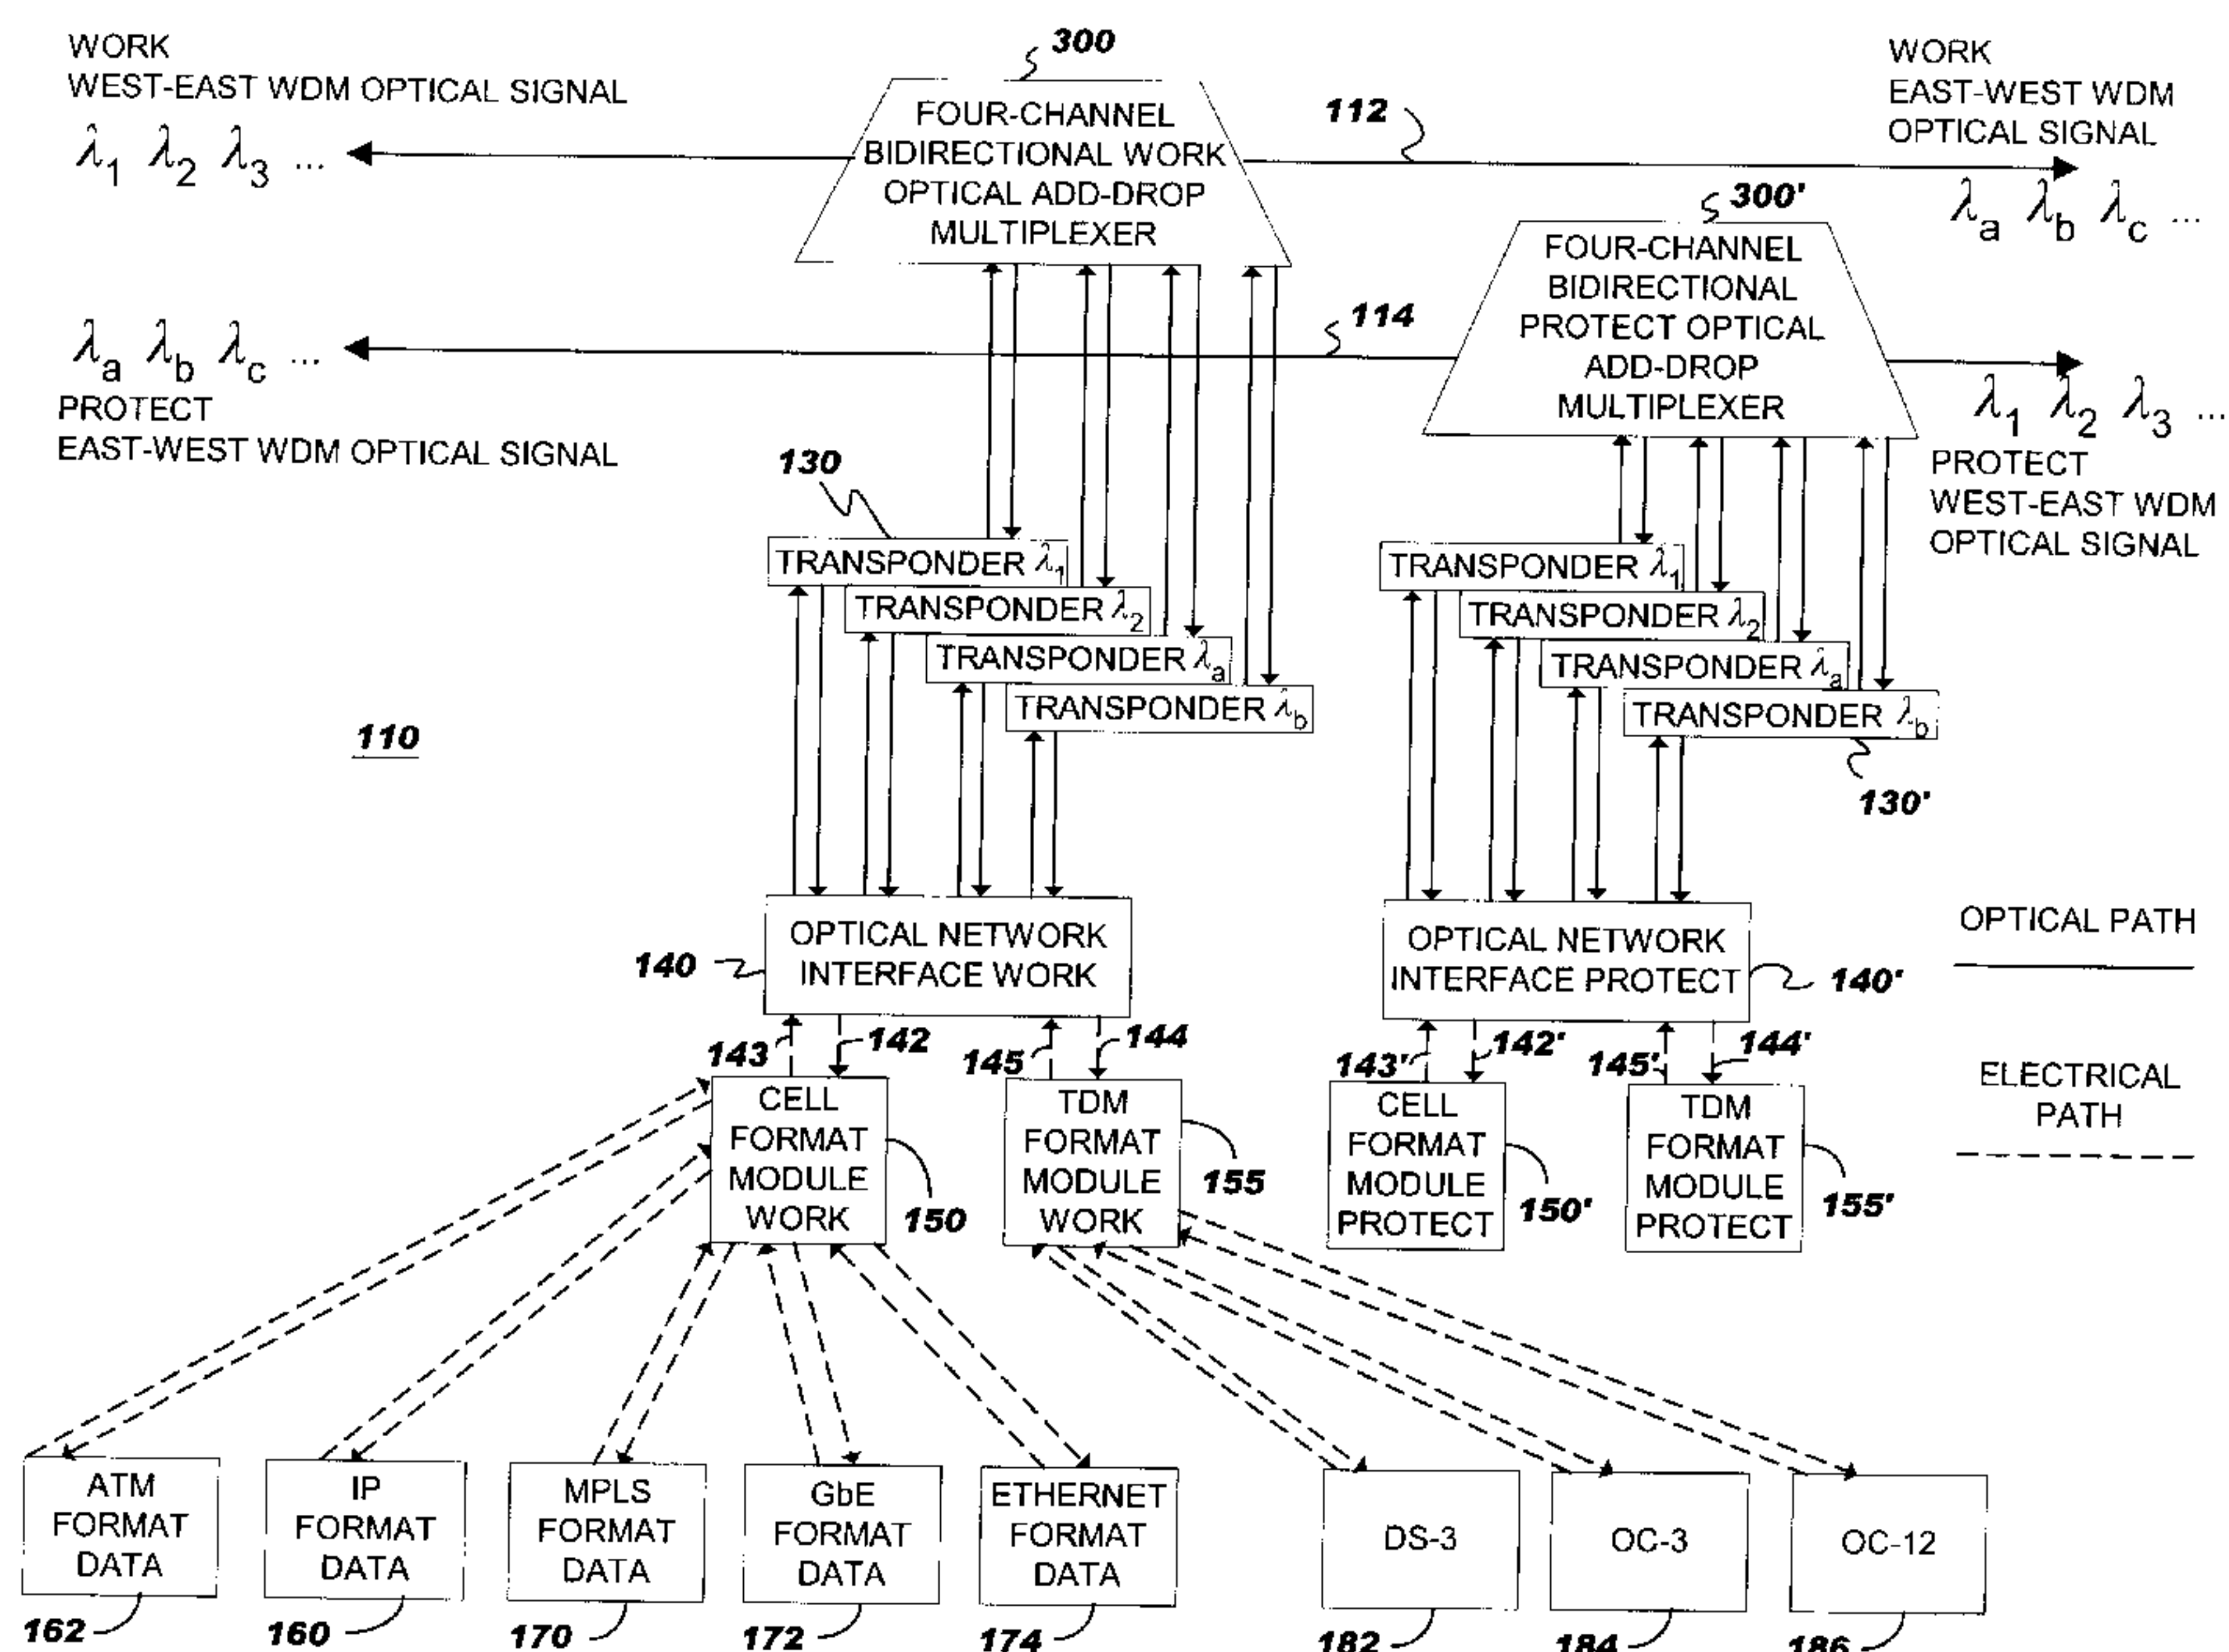 WORK
WEST-EAST WDM OPTICAL SIGNAL
λ1 λ2 λ3 ...
300
FOUR-CHANNEL
BIDIRECTIONAL WORK
OPTICAL ADD-DROP
MULTIPLEXER
112
WORK
EAST-WEST WDM
OPTICAL SIGNAL
λa λb λc ...
300'
FOUR-CHANNEL
BIDIRECTIONAL
PROTECT OPTICAL
ADD-DROP
MULTIPLEXER
114
λa λb λc ...
PROTECT
EAST-WEST WDM OPTICAL SIGNAL
λ1 λ2 λ3 ...
PROTECT
WEST-EAST WDM
OPTICAL SIGNAL
130
TRANSPONDER λ1
TRANSPONDER λ2
TRANSPONDER λa
TRANSPONDER λb
TRANSPONDER λ1
TRANSPONDER λ2
TRANSPONDER λa
TRANSPONDER λb
130'
110
OPTICAL NETWORK
INTERFACE WORK
140
OPTICAL NETWORK
INTERFACE PROTECT
140'
OPTICAL PATH
ELECTRICAL
PATH
143
142
145
144
143'
142'
145'
144'
CELL
FORMAT
MODULE
WORK
150
TDM
FORMAT
MODULE
WORK
155
CELL
FORMAT
MODULE
PROTECT
150'
TDM
FORMAT
MODULE
PROTECT
155'
ATM
FORMAT
DATA
162
IP
FORMAT
DATA
160
MPLS
FORMAT
DATA
170
GbE
FORMAT
DATA
172
ETHERNET
FORMAT
DATA
174
DS-3
182
OC-3
184
OC-12
186